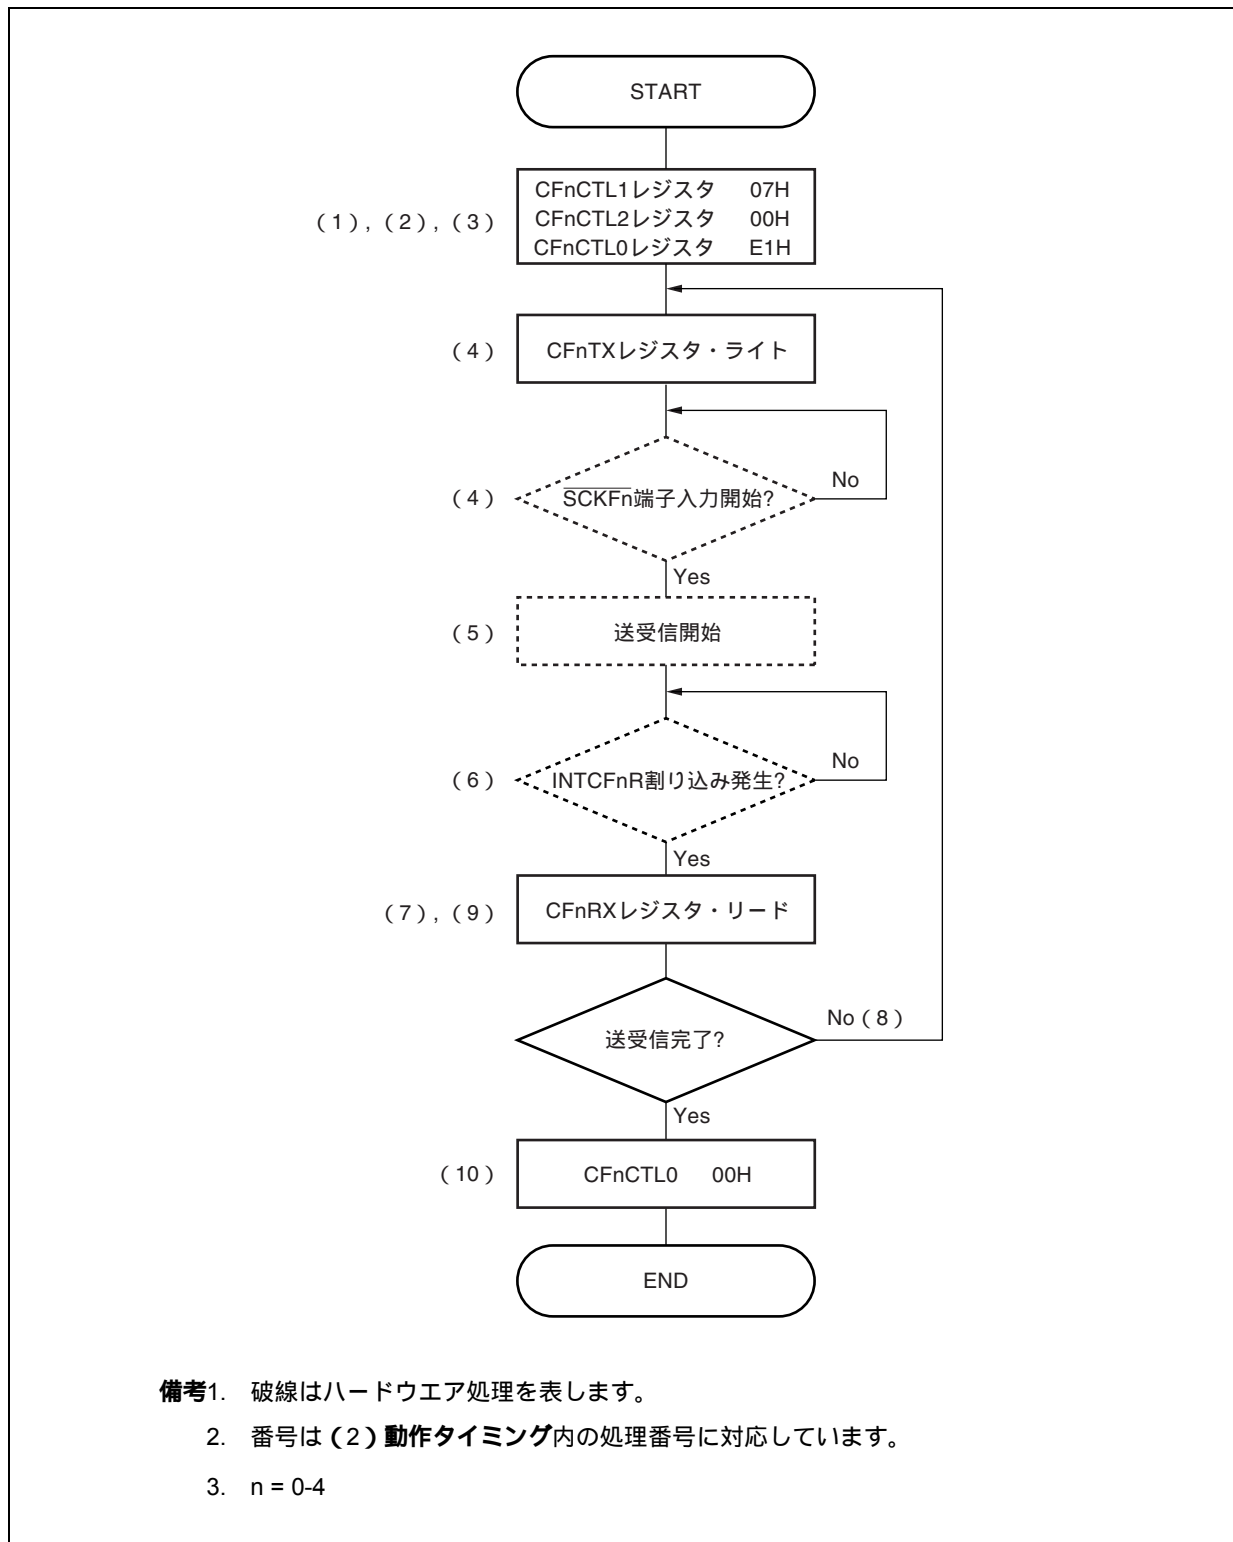 START
CFnCTL1レジスタ 07H
(1), (2), (3) CFnCTL2レジスタ 00H
CFnCTL0レジスタ E1H
(4) CFnTXレジスタ・ライト
No
(4) SCKFn端子入力開始?
Yes
(5) 送受信開始
No
(6) INTCFnR割り込み発生?
Yes
(7), (9) CFnRXレジスタ・リード
No (8)
送受信完了?
Yes
(10) CFnCTL0 00H
END
備考1. 破線はハードウエア処理を表します。
2. 番号は(2)動作タイミング内の処理番号に対応しています。
3. n = 0-4